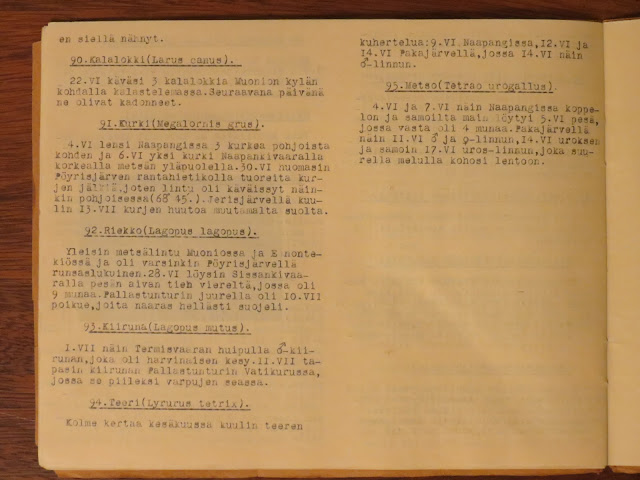 en siellä nähnyt.
90.Kalalokki(Larus canus).
22.VI käväsi 3 kalalokkia Muonion kylän
kohdalla kalastelemassa.Seuraavana päivänä
ne olivat kadonneet.
91.Kurki(Megalornis grus).
4.VI lensi Naapangissa 3 kurkea pohjoista
kohden ja 6.VI yksi kurki Naapankivaaralla
korkealla metsän yläpuolella.30.VI huomasin
Pöyrisjärven rantahietikolla tuoreita kur-
jen jälkiä,joten lintu oli käväissyt näin-
kin pohjoisessa(68 45.).Jerisjärvellä kuu-
lin 13.VII kurjen huutoa muutamalta suolta.
92.Riekko(Lagopus lagopus).
Yleisin metsälintu Muoniossa ja Enonte-
kiössä ja oli varsinkin Pöyrisjärvellä
runsaslukuinen.28.VI löysin Sissankivaa-
ralla pesän aivan tien viereltä,jossa oli
9 munaa.Pallastunturin juurella oli 10.VII
poikue,joita naaras hellästi suojeli.
93.Kiiruna(Lagopus mutus).
1.VII näin Termisvaaran huipulla ♂-kii-
runan,joka oli harvinaisen kesy.11.VII ta-
pasin kiirunan Pallastunturin Vatikurussa,
jossa se piileksi varpujen seassa.
94.Teeri(Lyrurus tetrix).
Kolme kertaa kesäkuussa kuulin teeren
kuhertelua:9.VI Naapangissa,12.VI ja
14.VI Pakajärvellä,jossa 14.VI näin
♂-linnun.
95.Metso(Tetrao urogallus).
4.VI ja 7.VI näin Naapangissa koppe-
lon ja samoilta main löytyi 5.VI pesä,
jossa vasta oli 4 munaa.Pakajärvellä
näin 11.VI ♂ ja ♀-linnun,14.VI uroksen
ja samoin 17.VI uros-linnun,joka suu-
rella melulla kohosi lentoon.